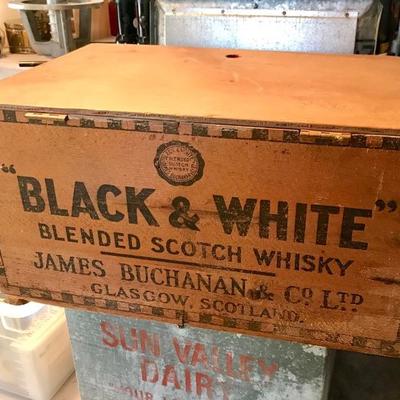 "BLACK & WHITE"
BLENDED SCOTCH WHISKY
JAMES BUCHANAN & CO LTD
GLASGOW, SCOTLAND.
SUN VALLEY
DAIRY